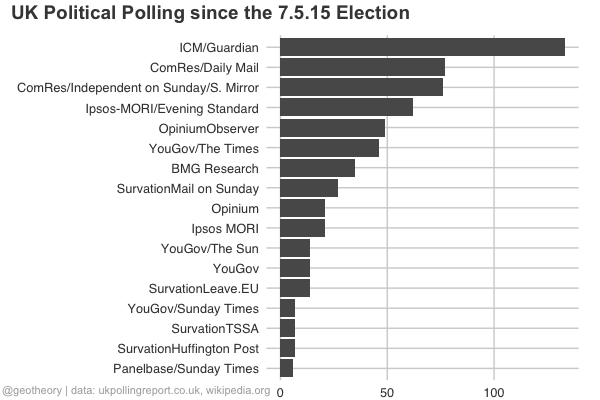 UK Political Polling since the 7.5.15 Election
ICM/Guardian
ComRes/Daily Mail
ComRes/Independent on Sunday/S. Mirror
Ipsos-MORI/Evening Standard
OpiniumObserver
YouGov/The Times
BMG Research
SurvationMail on Sunday
Opinium
Ipsos MORI
YouGov/The Sun
YouGov
SurvationLeave.EU
YouGov/Sunday Times
SurvationTSSA
SurvationHuffington Post
Panelbase/Sunday Times
@geotheory | data: ukpollingreport.co.uk, wikipedia.org
0 50 100